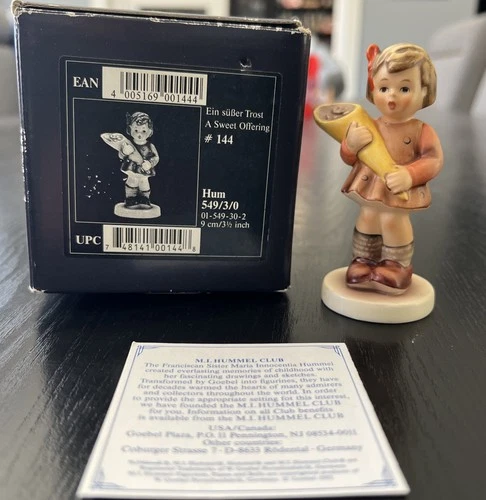 EAN
4 005169 001444
Ein süßer Trost
A Sweet Offering
# 144
Hum
549/3/0
01-549-30-2
9 cm/3½ inch
UPC
7 48141 00144 8
M.I. HUMMEL CLUB
The Franciscan Sister Maria Innocentia Hummel
created everlasting memories of childhood with
her fascinating drawings and sketches.
Transformed by Goebel into figurines, they have
for decades warmed the hearts of many admirers
and collectors throughout the world. In order
to provide the appropriate setting for this interest,
we have founded the M.I. HUMMEL CLUB
for you. Information on all Club benefits
is available from the M.I. HUMMEL CLUB
USA/Canada:
Goebel Plaza, P.O. 11 Pennington, NJ 08534-0011
Other Countries:
Coburger Strasse 7 · D-8633 Rödental · Germany